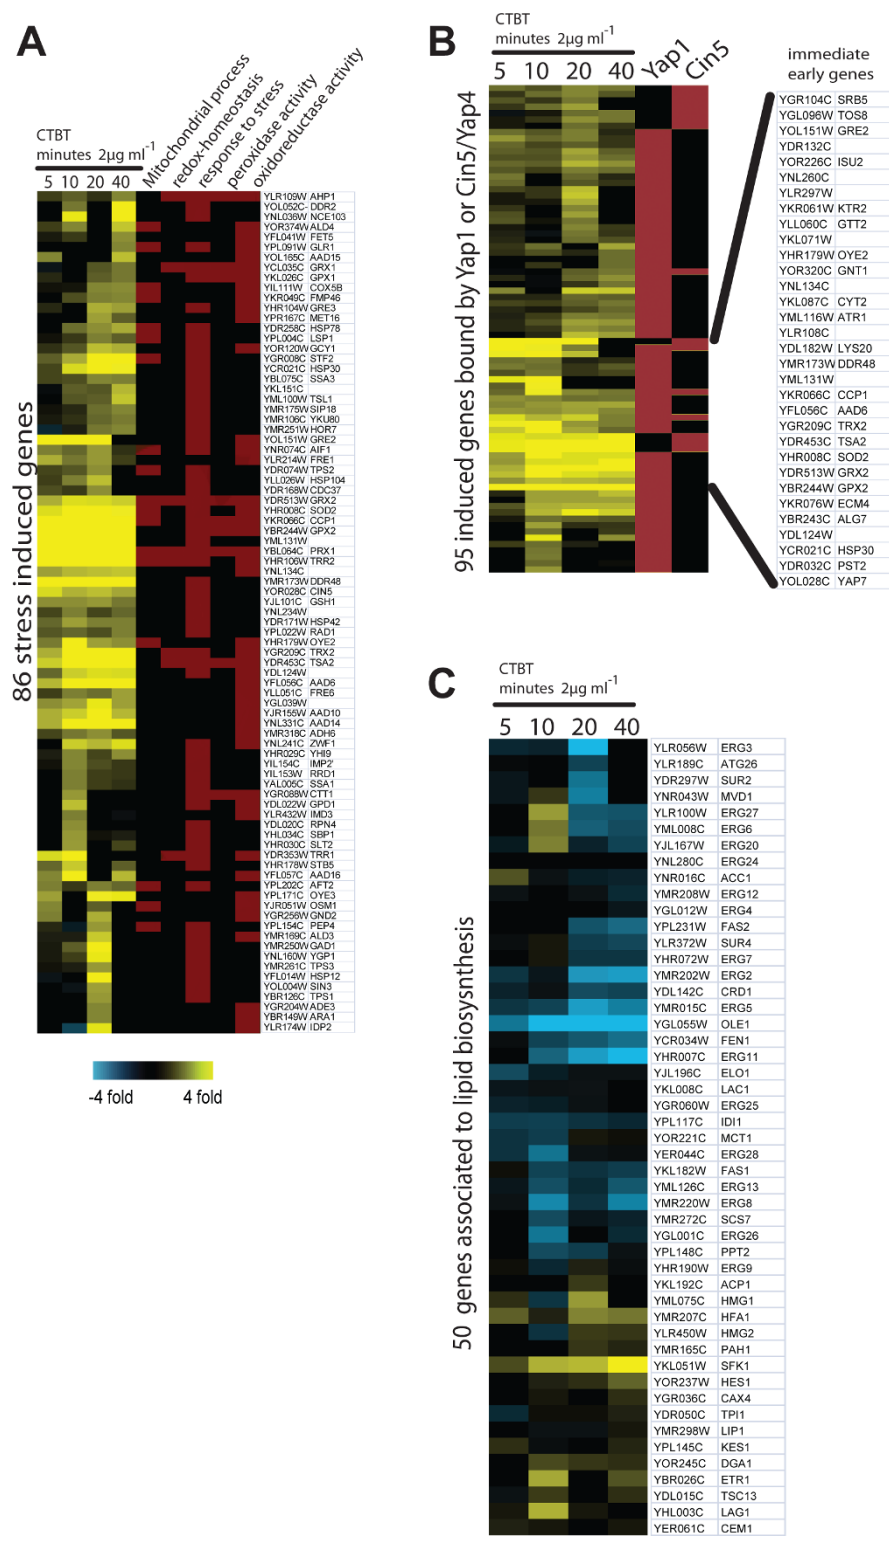 A
CTBT
minutes 2µg ml-1
5 10 20 40
Mitochondrial process
redox-homeostasis
response to stress
peroxidase activity
oxidoreductase activity
86 stress induced genes
YLR109W AHP1
YOL052C- DDR2
YNL036W NCE103
YOR374W ALD4
YFL041W FET5
YPL091W GLR1
YOL165C AAD15
YCL035C GRX1
YKL026C GPX1
YIL111W COX5B
YKR049C FMP46
YHR104W GRE3
YPR167C MET16
YDR258C HSP78
YPL004C LSP1
YOR120W GCY1
YGR008C STF2
YCR021C HSP30
YBL075C SSA3
YKL151C
YML100W TSL1
YMR175W SIP18
YMR106C YKU80
YMR251W HOR7
YOL151W GRE2
YNR074C AIF1
YLR214W FRE1
YDR074W TPS2
YLL026W HSP104
YDR168W CDC37
YDR513W GRX2
YHR008C SOD2
YKR066C CCP1
YBR244W GPX2
YML131W
YBL064C PRX1
YHR106W TRR2
YNL134C
YMR173W DDR48
YOR028C CIN5
YJL101C GSH1
YNL234W
YDR171W HSP42
YPL022W RAD1
YHR179W OYE2
YGR209C TRX2
YDR453C TSA2
YDL124W
YFL056C AAD6
YLL051C FRE6
YGL039W
YJR155W AAD10
YNL331C AAD14
YMR318C ADH6
YNL241C ZWF1
YHR029C YHI9
YIL154C IMP2'
YIL153W RRD1
YAL005C SSA1
YGR088W CTT1
YDL022W GPD1
YLR432W IMD3
YDL020C RPN4
YHL034C SBP1
YHR030C SLT2
YDR353W TRR1
YHR178W STB5
YFL057C AAD16
YPL202C AFT2
YPL171C OYE3
YJR051W OSM1
YGR256W GND2
YPL154C PEP4
YMR169C ALD3
YMR250W GAD1
YNL160W YGP1
YMR261C TPS3
YFL014W HSP12
YOL004W SIN3
YBR126C TPS1
YGR204W ADE3
YBR149W ARA1
YLR174W IDP2
-4 fold 4 fold
B
CTBT
minutes 2µg ml-1
5 10 20 40 Yap1 Cin5
95 induced genes bound by Yap1 or Cin5/Yap4
immediate
early genes
YGR104C SRB5
YGL096W TOS8
YOL151W GRE2
YDR132C
YOR226C ISU2
YNL260C
YLR297W
YKR061W KTR2
YLL060C GTT2
YKL071W
YHR179W OYE2
YOR320C GNT1
YNL134C
YKL087C CYT2
YML116W ATR1
YLR108C
YDL182W LYS20
YMR173W DDR48
YML131W
YKR066C CCP1
YFL056C AAD6
YGR209C TRX2
YDR453C TSA2
YHR008C SOD2
YDR513W GRX2
YBR244W GPX2
YKR076W ECM4
YBR243C ALG7
YDL124W
YCR021C HSP30
YDR032C PST2
YOL028C YAP7
C
CTBT
minutes 2µg ml-1
5 10 20 40
50 genes associated to lipid biosysnthesis
YLR056W ERG3
YLR189C ATG26
YDR297W SUR2
YNR043W MVD1
YLR100W ERG27
YML008C ERG6
YJL167W ERG20
YNL280C ERG24
YNR016C ACC1
YMR208W ERG12
YGL012W ERG4
YPL231W FAS2
YLR372W SUR4
YHR072W ERG7
YMR202W ERG2
YDL142C CRD1
YMR015C ERG5
YGL055W OLE1
YCR034W FEN1
YHR007C ERG11
YJL196C ELO1
YKL008C LAC1
YGR060W ERG25
YPL117C IDI1
YOR221C MCT1
YER044C ERG28
YKL182W FAS1
YML126C ERG13
YMR220W ERG8
YMR272C SCS7
YGL001C ERG26
YPL148C PPT2
YHR190W ERG9
YKL192C ACP1
YML075C HMG1
YMR207C HFA1
YLR450W HMG2
YMR165C PAH1
YKL051W SFK1
YOR237W HES1
YGR036C CAX4
YDR050C TPI1
YMR298W LIP1
YPL145C KES1
YOR245C DGA1
YBR026C ETR1
YDL015C TSC13
YHL003C LAG1
YER061C CEM1